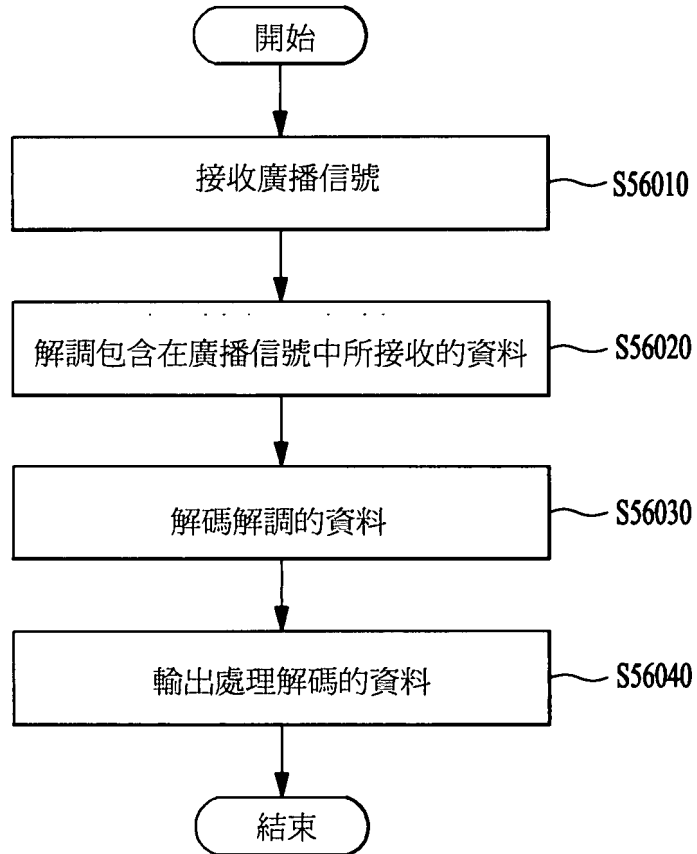 開始
接收廣播信號
S56010
解調包含在廣播信號中所接收的資料
S56020
解碼解調的資料
S56030
輸出處理解碼的資料
S56040
結束